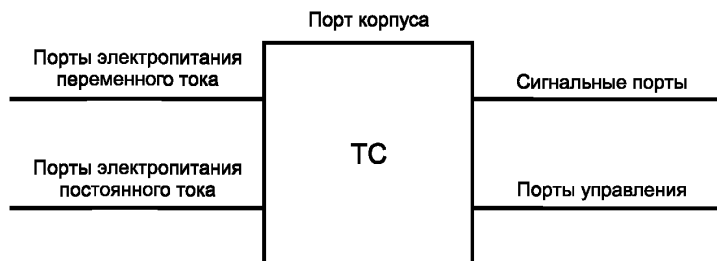 Порт корпуса
Порты электропитания
переменного тока
Сигнальные порты
ТС
Порты электропитания
постоянного тока
Порты управления